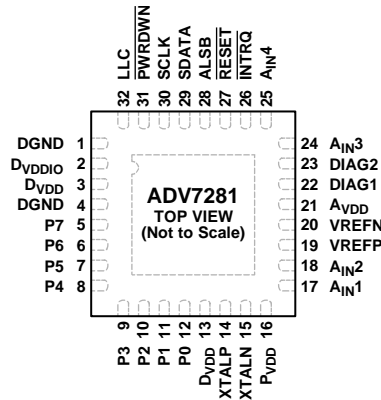 32 LLC
31 PWRDWN
30 SCLK
29 SDATA
28 ALSB
27 RESET
26 INTRQ
25 AIN4
DGND 1
DVDDIO 2
DVDD 3
DGND 4
P7 5
P6 6
P5 7
P4 8
ADV7281
TOP VIEW
(Not to Scale)
24 AIN3
23 DIAG2
22 DIAG1
21 AVDD
20 VREFN
19 VREFP
18 AIN2
17 AIN1
P3 9
P2 10
P1 11
P0 12
DVDD 13
XTALP 14
XTALN 15
PVDD 16